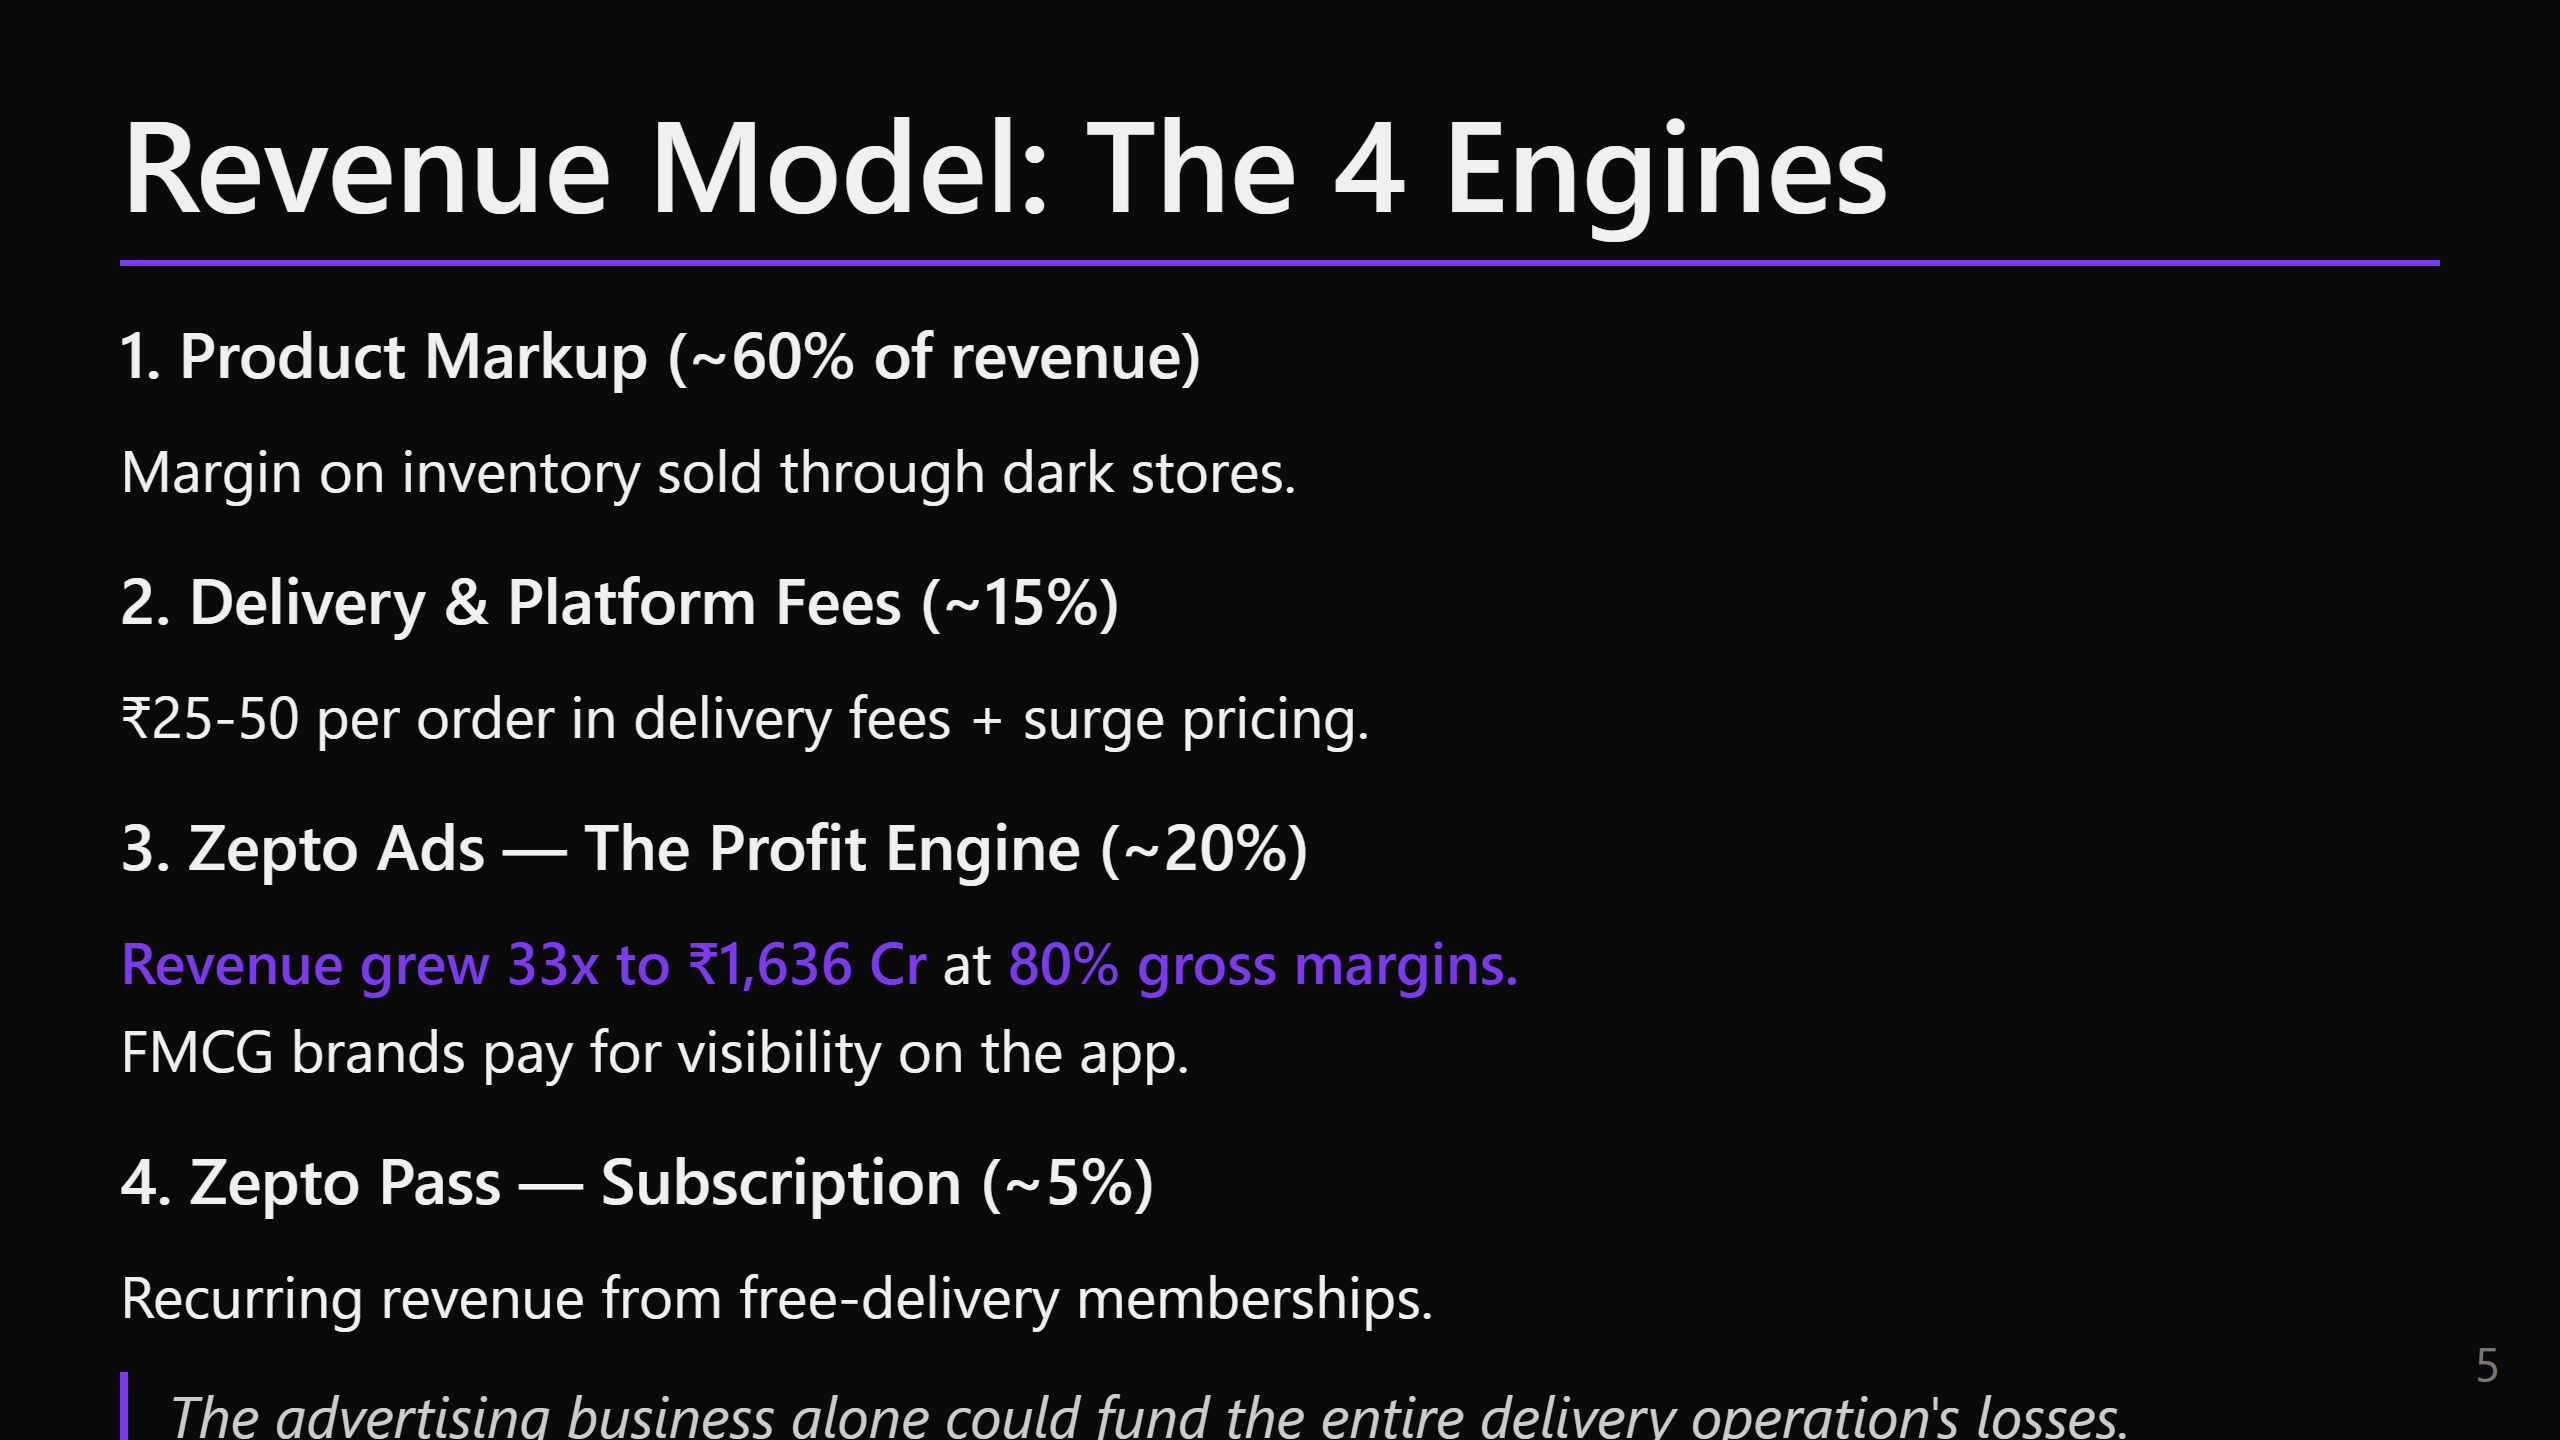 Revenue Model: The 4 Engines
1. Product Markup (~60% of revenue)
Margin on inventory sold through dark stores.
2. Delivery & Platform Fees (~15%)
₹25-50 per order in delivery fees + surge pricing.
3. Zepto Ads — The Profit Engine (~20%)
Revenue grew 33x to ₹1,636 Cr at 80% gross margins.
FMCG brands pay for visibility on the app.
4. Zepto Pass — Subscription (~5%)
Recurring revenue from free-delivery memberships.
The advertising business alone could fund the entire delivery operation's losses.
5